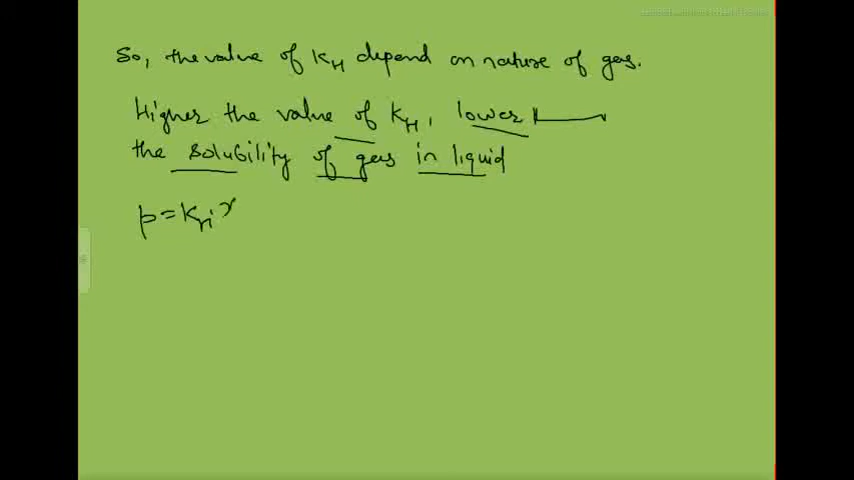 So, the value of KH depend on nature of gas.
Higher the value of KH, lower
the solubility of gas in liquid
p = KH x